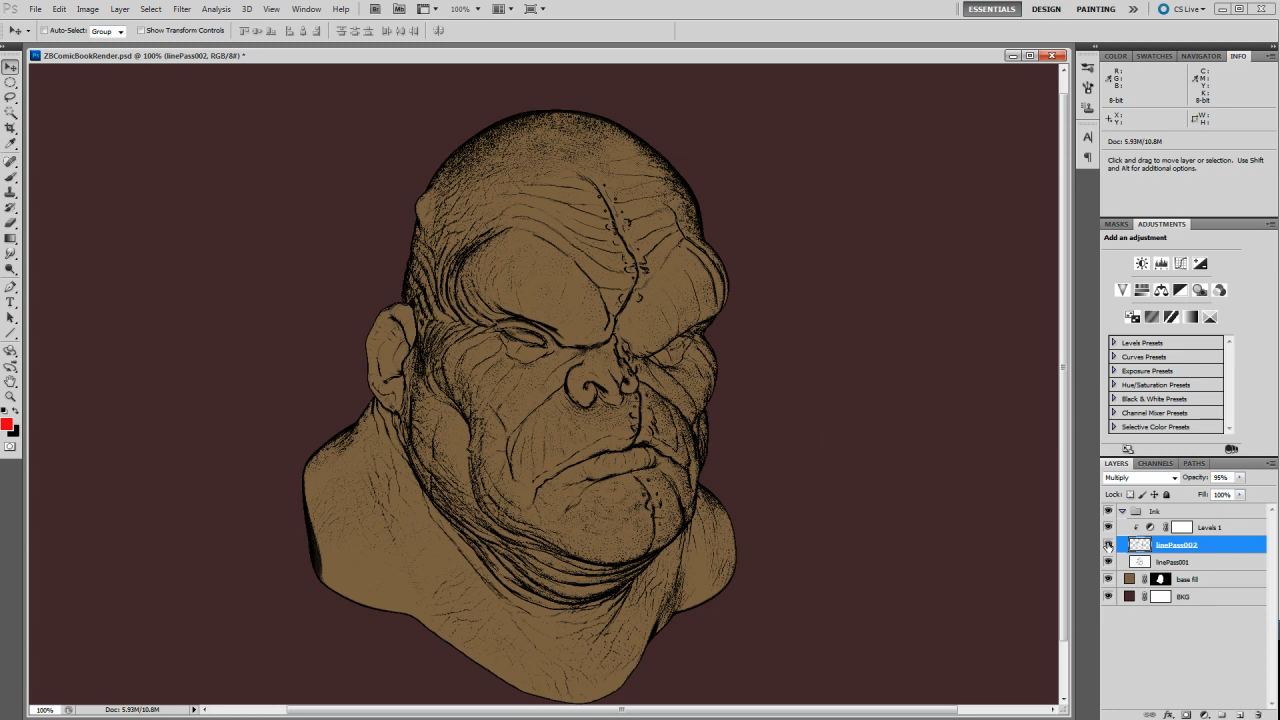 Ps File Edit Image Layer Select Filter Analysis 3D View Window Help Br Mb 100% ESSENTIALS DESIGN PAINTING CS Live
Auto-Select: Group Show Transform Controls
Ps ZBComicBookRender.psd @ 100% (linePass002, RGB/8#) *
COLOR SWATCHES NAVIGATOR INFO
R: C:
G: M:
B: Y:
K:
8-bit 8-bit
X: W:
Y: H:
Doc: 5.93M/10.8M
Click and drag to move layer or selection. Use Shift
and Alt for additional options.
MASKS ADJUSTMENTS
Add an adjustment
Levels Presets
Curves Presets
Exposure Presets
Hue/Saturation Presets
Black & White Presets
Channel Mixer Presets
Selective Color Presets
LAYERS CHANNELS PATHS
Multiply Opacity: 95%
Lock: Fill: 100%
Ink
Levels 1
linePass002
linePass001
base fill
BKG
100% Doc: 5.93M/10.8M